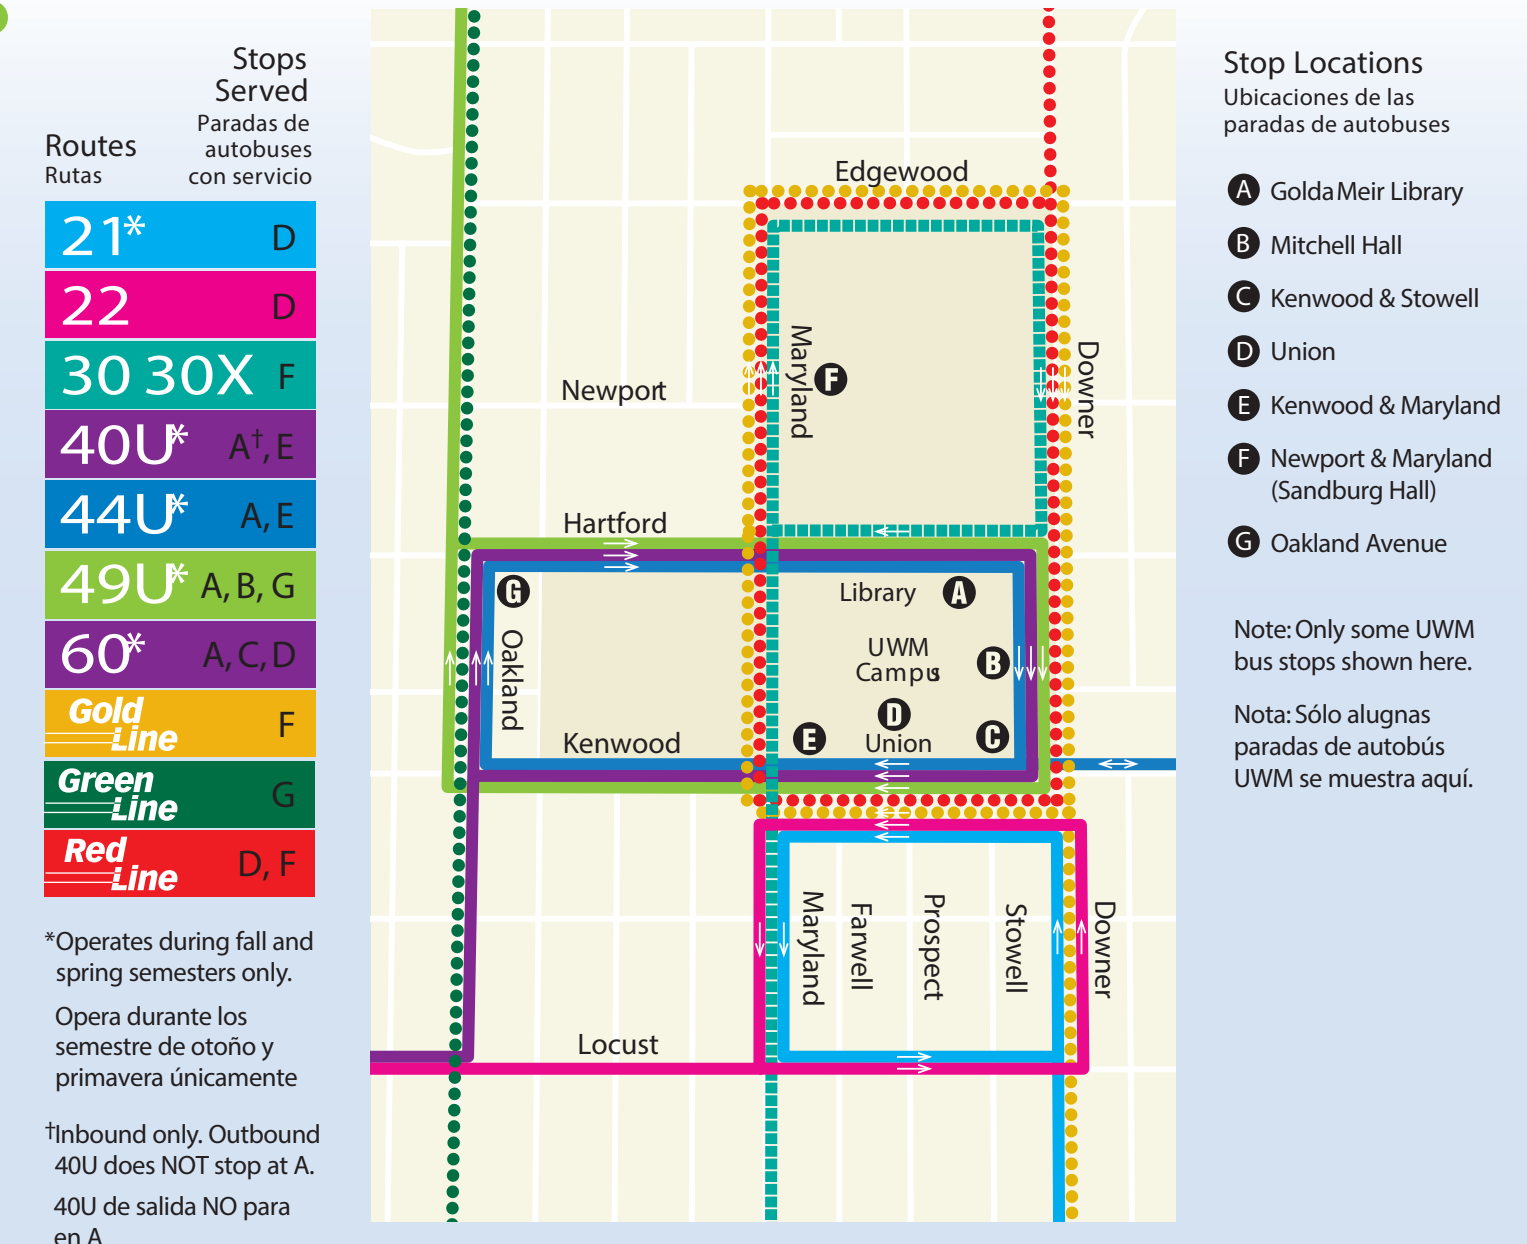 Stops
Served
Paradas de
autobuses
con servicio
Routes
Rutas
21* D
22 D
30 30X F
40U* A†, E
44U* A, E
49U* A, B, G
60* A, C, D
Gold Line F
Green Line G
Red Line D, F
*Operates during fall and
spring semesters only.
Opera durante los
semestre de otoño y
primavera únicamente
†Inbound only. Outbound
40U does NOT stop at A.
40U de salida NO para
en A
Edgewood
Maryland
F
Downer
Newport
Hartford
G
Oakland
Library A
UWM
Campus
B
D
Union
E
C
Kenwood
Maryland
Farwell
Prospect
Stowell
Downer
Locust
Stop Locations
Ubicaciones de las
paradas de autobuses
A Golda Meir Library
B Mitchell Hall
C Kenwood & Stowell
D Union
E Kenwood & Maryland
F Newport & Maryland
(Sandburg Hall)
G Oakland Avenue
Note: Only some UWM
bus stops shown here.
Nota: Sólo alugnas
paradas de autobús
UWM se muestra aquí.